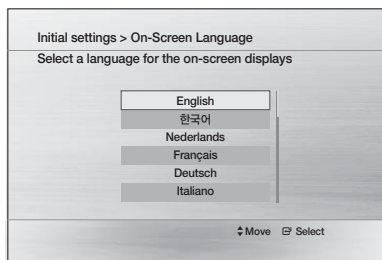 Initial settings > On-Screen Language
Select a language for the on-screen displays
English
한국어
Nederlands
Français
Deutsch
Italiano
Move Select